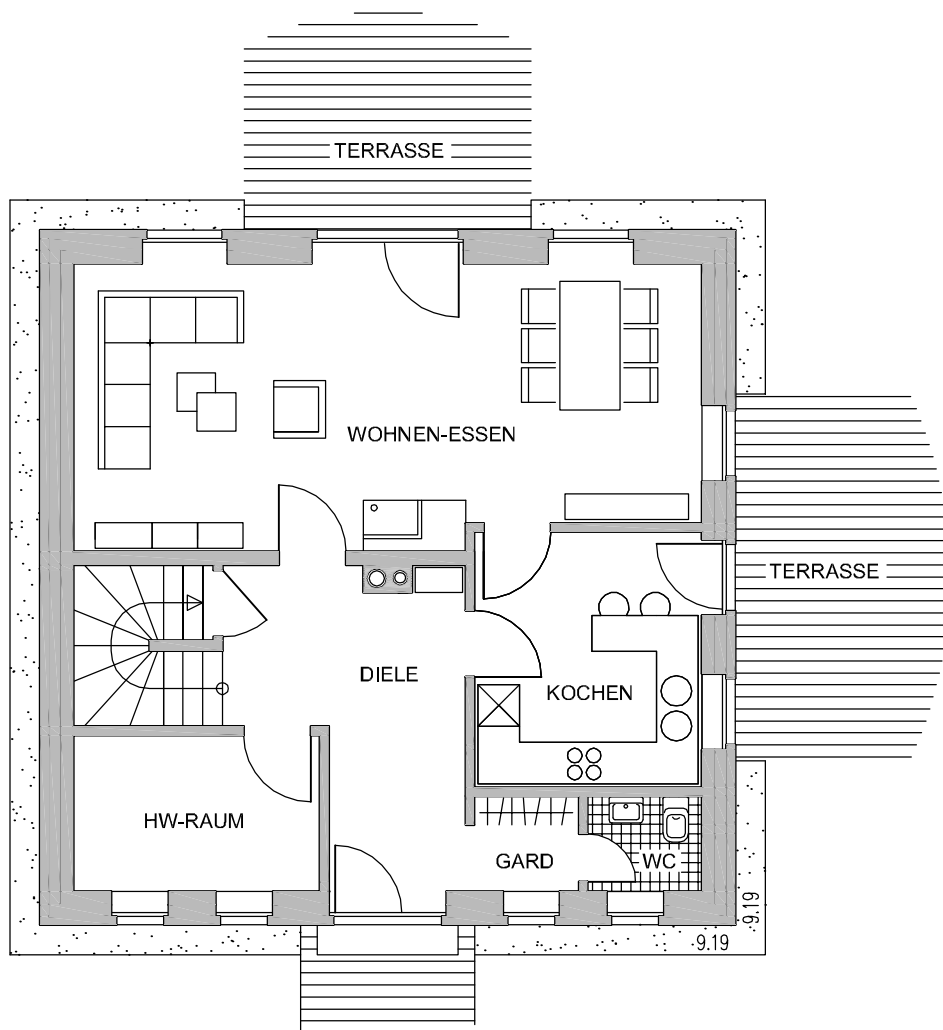 TERRASSE
WOHNEN-ESSEN
TERRASSE
DIELE
KOCHEN
HW-RAUM
GARD
WC
9.19
9.19